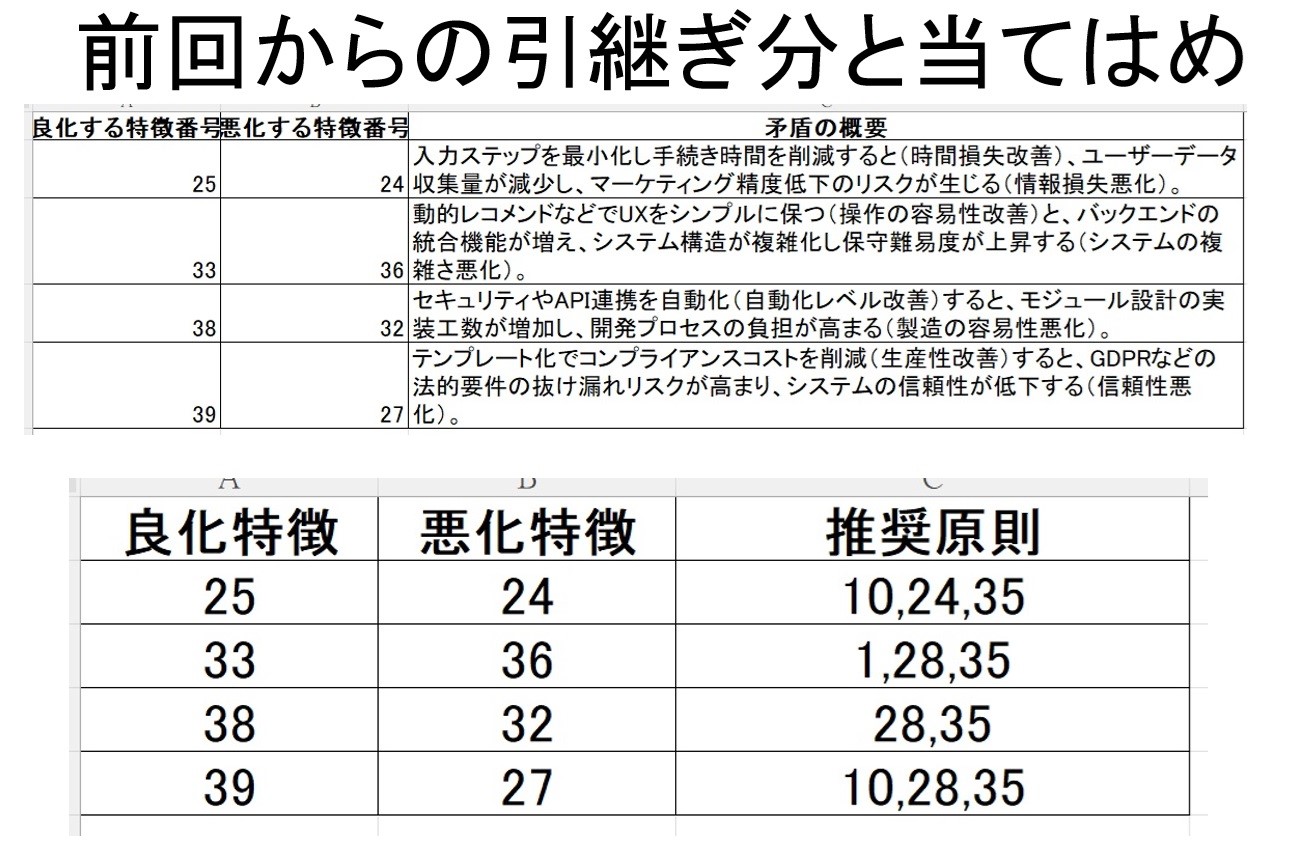 前回からの引継ぎ分と当てはめ
良化する特徴番号 悪化する特徴番号 矛盾の概要
入力ステップを最小化し手続き時間を削減すると(時間損失改善)、ユーザーデータ
25 24 収集量が減少し、マーケティング精度低下のリスクが生じる(情報損失悪化)。
動的レコメンドなどでUXをシンプルに保つ(操作の容易性改善)と、バックエンドの
統合機能が増え、システム構造が複雑化し保守難易度が上昇する(システムの複
33 36 雑さ悪化)。
セキュリティやAPI連携を自動化(自動化レベル改善)すると、モジュール設計の実
38 32 装工数が増加し、開発プロセスの負担が高まる(製造の容易性悪化)。
テンプレート化でコンプライアンスコストを削減(生産性改善)すると、GDPRなどの
法的要件の抜け漏れリスクが高まり、システムの信頼性が低下する(信頼性悪
39 27 化)。
A B C
良化特徴 悪化特徴 推奨原則
25 24 10,24,35
33 36 1,28,35
38 32 28,35
39 27 10,28,35